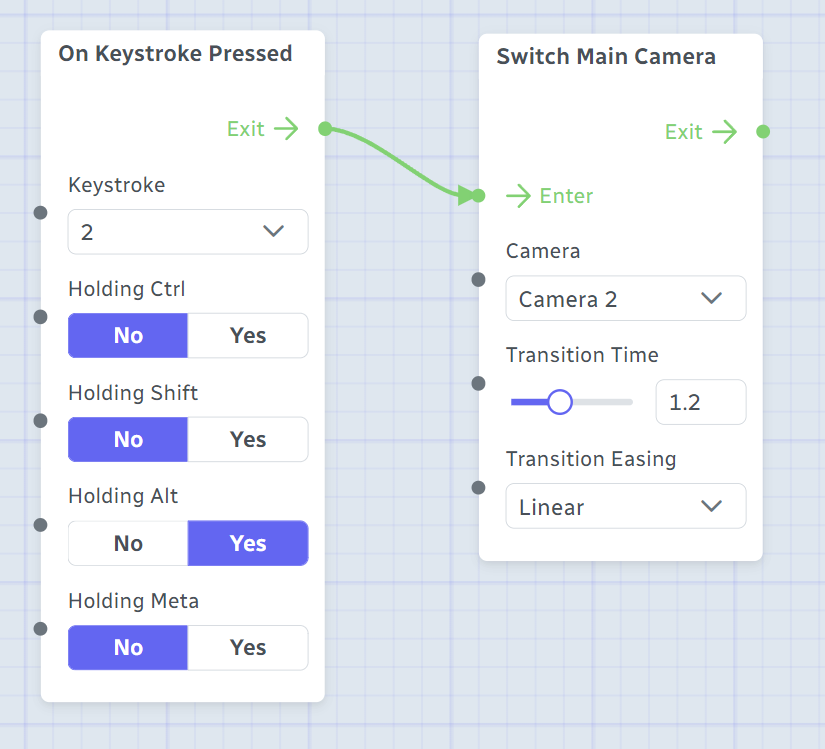 On Keystroke Pressed
Exit
Keystroke
2
Holding Ctrl
No Yes
Holding Shift
No Yes
Holding Alt
No Yes
Holding Meta
No Yes
Switch Main Camera
Exit
Enter
Camera
Camera 2
Transition Time
1.2
Transition Easing
Linear